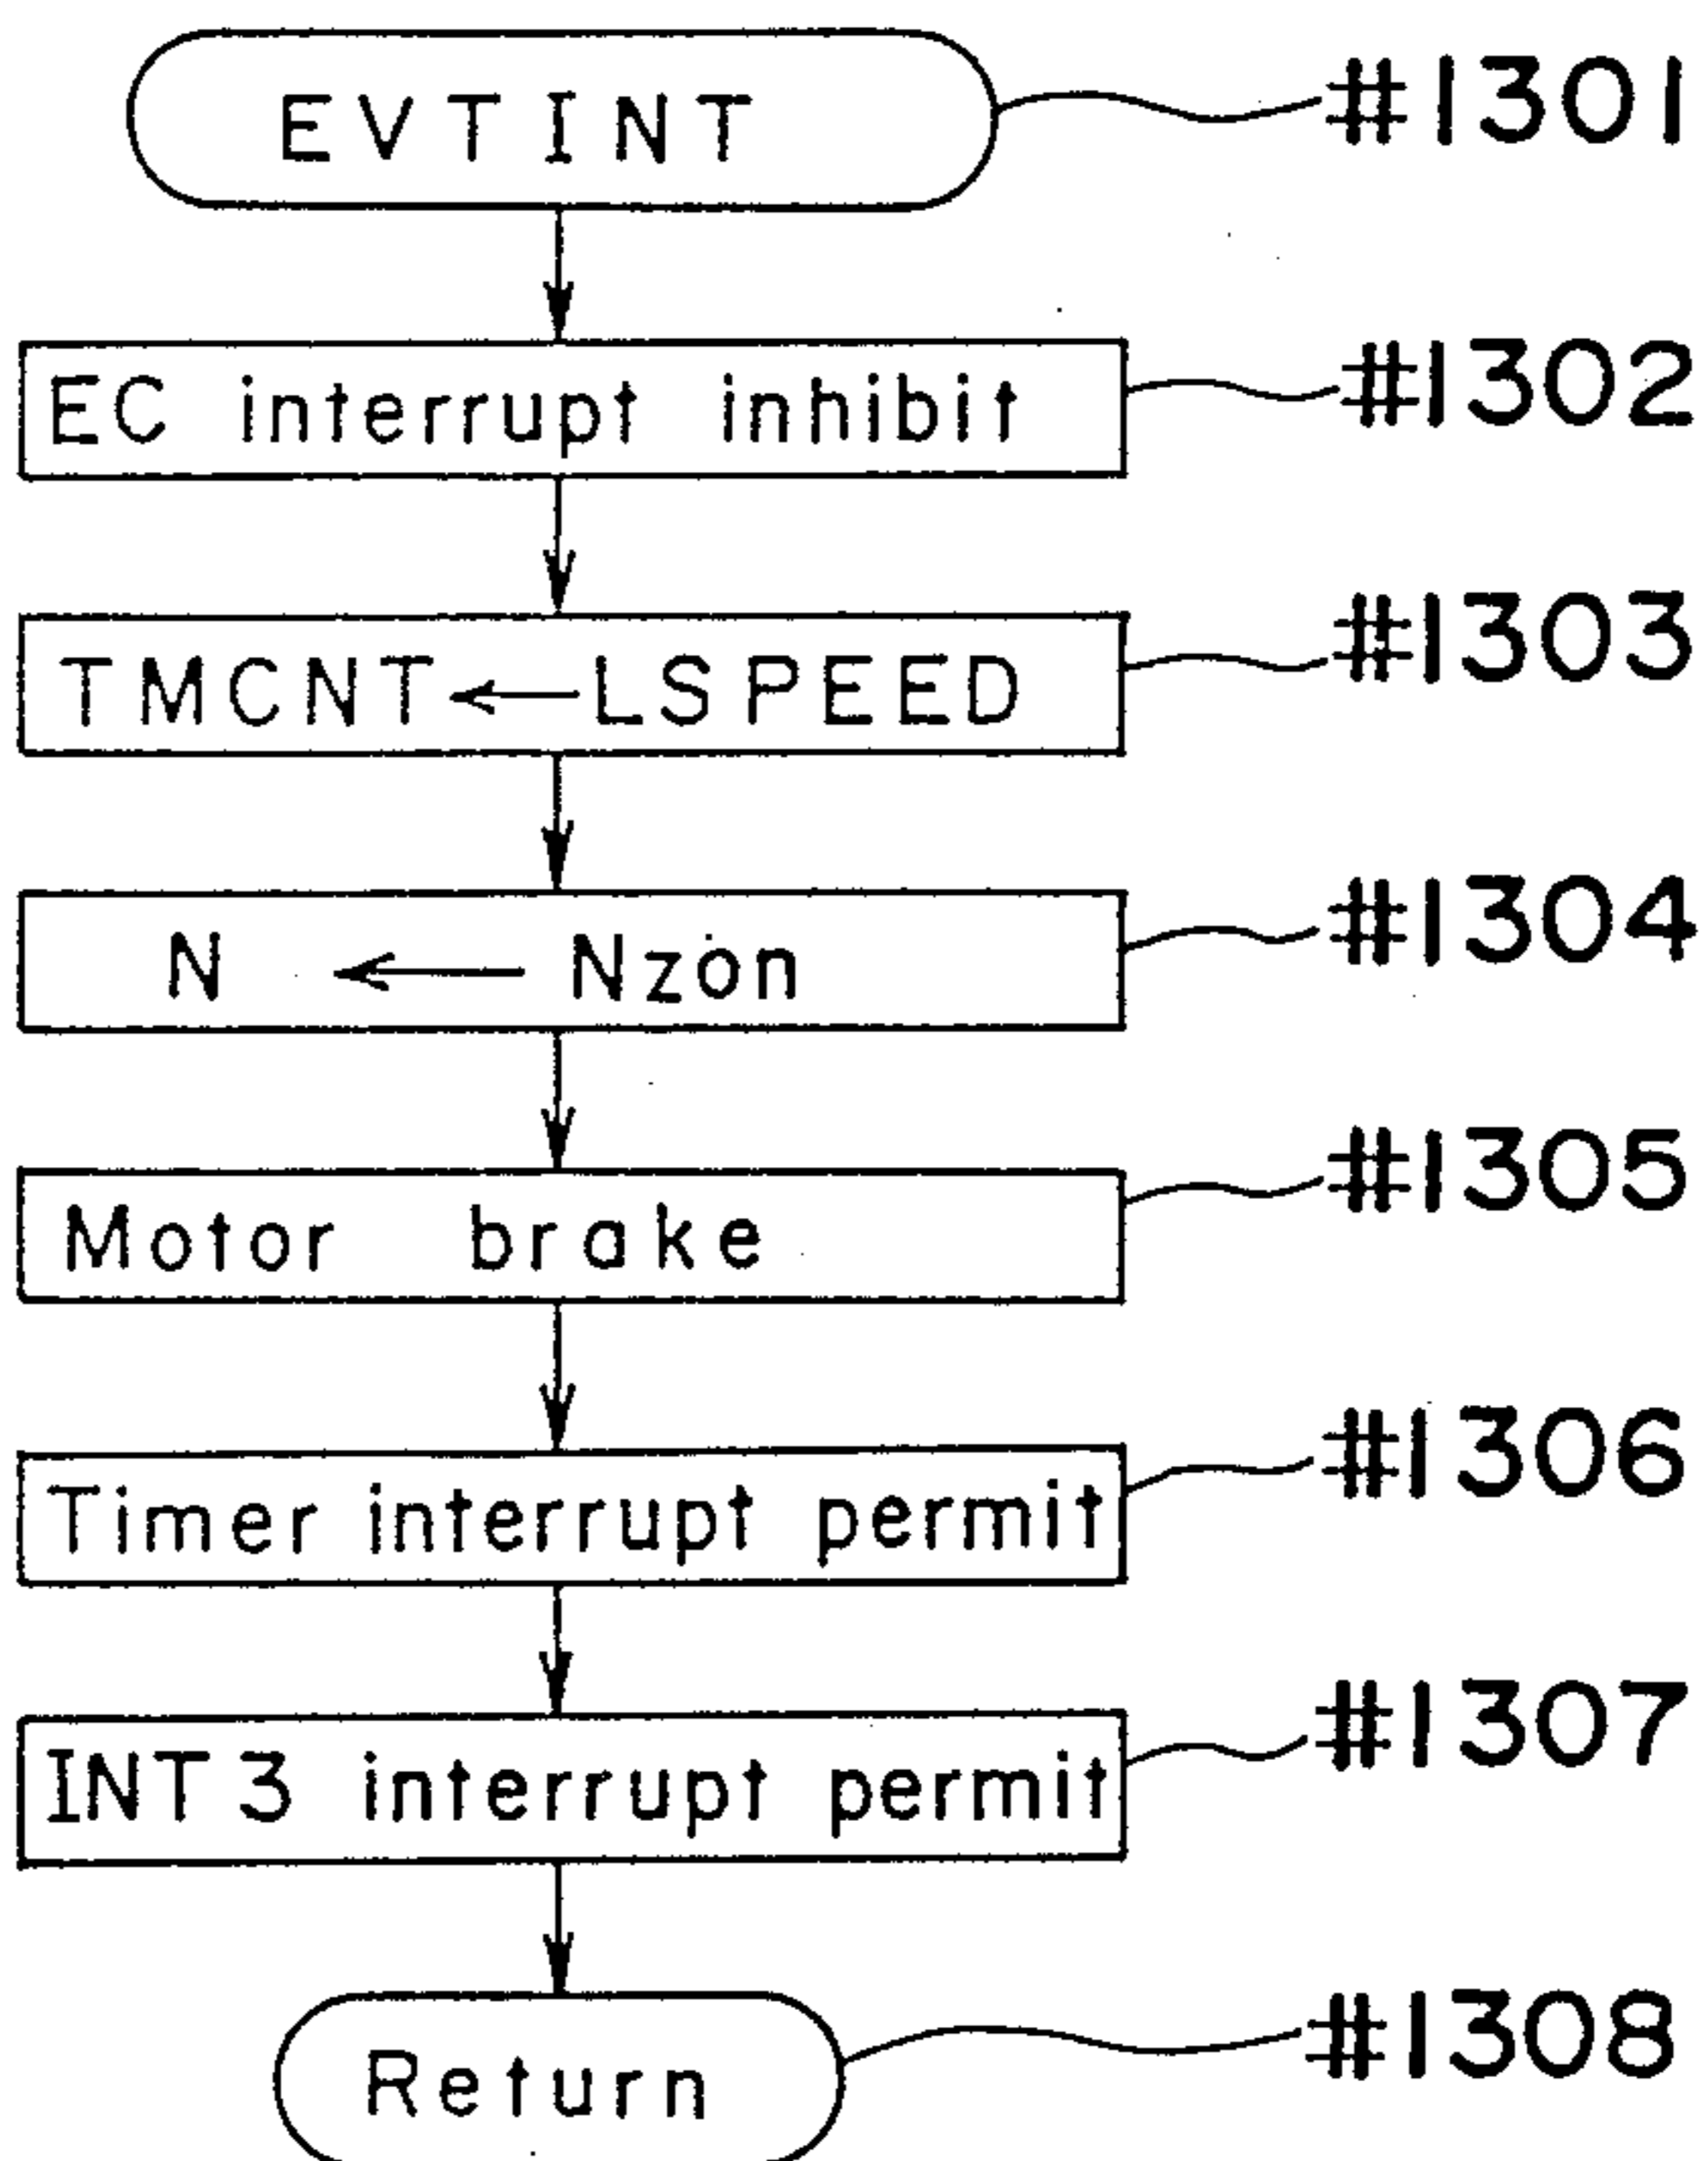 EVTINT #1301
EC interrupt inhibit #1302
TMCNT←LSPEED #1303
N ← Nzon #1304
Motor brake #1305
Timer interrupt permit #1306
INT3 interrupt permit #1307
Return #1308